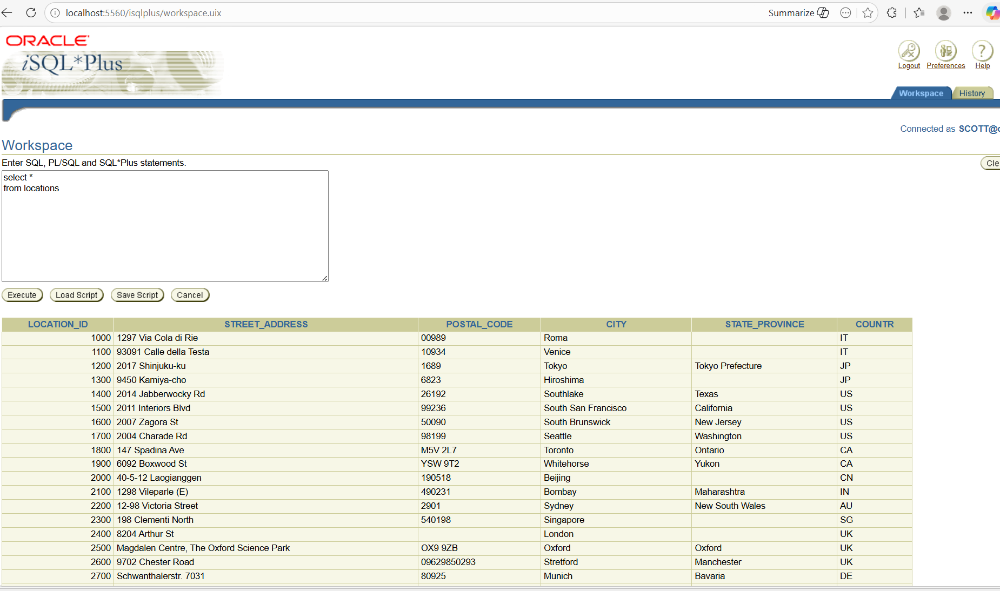 localhost:5560/isqlplus/workspace.uix Summarize
ORACLE
iSQL*Plus
Logout Preferences Help
Workspace History
Connected as SCOTT@
Workspace
Enter SQL, PL/SQL and SQL*Plus statements.
Cle
select *
from locations
Execute Load Script Save Script Cancel
LOCATION_ID STREET_ADDRESS POSTAL_CODE CITY STATE_PROVINCE COUNTR
1000 1297 Via Cola di Rie 00989 Roma IT
1100 93091 Calle della Testa 10934 Venice IT
1200 2017 Shinjuku-ku 1689 Tokyo Tokyo Prefecture JP
1300 9450 Kamiya-cho 6823 Hiroshima JP
1400 2014 Jabberwocky Rd 26192 Southlake Texas US
1500 2011 Interiors Blvd 99236 South San Francisco California US
1600 2007 Zagora St 50090 South Brunswick New Jersey US
1700 2004 Charade Rd 98199 Seattle Washington US
1800 147 Spadina Ave M5V 2L7 Toronto Ontario CA
1900 6092 Boxwood St YSW 9T2 Whitehorse Yukon CA
2000 40-5-12 Laogianggen 190518 Beijing CN
2100 1298 Vileparle (E) 490231 Bombay Maharashtra IN
2200 12-98 Victoria Street 2901 Sydney New South Wales AU
2300 198 Clementi North 540198 Singapore SG
2400 8204 Arthur St London UK
2500 Magdalen Centre, The Oxford Science Park OX9 9ZB Oxford Oxford UK
2600 9702 Chester Road 09629850293 Stretford Manchester UK
2700 Schwanthalerstr. 7031 80925 Munich Bavaria DE